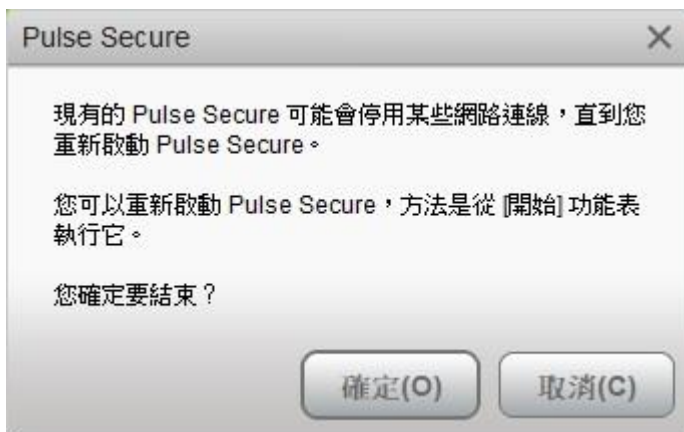 Pulse Secure
現有的 Pulse Secure 可能會停用某些網路連線，直到您
重新啟動 Pulse Secure。
您可以重新啟動 Pulse Secure，方法是從 [開始] 功能表
執行它。
您確定要結束？
確定(O)
取消(C)